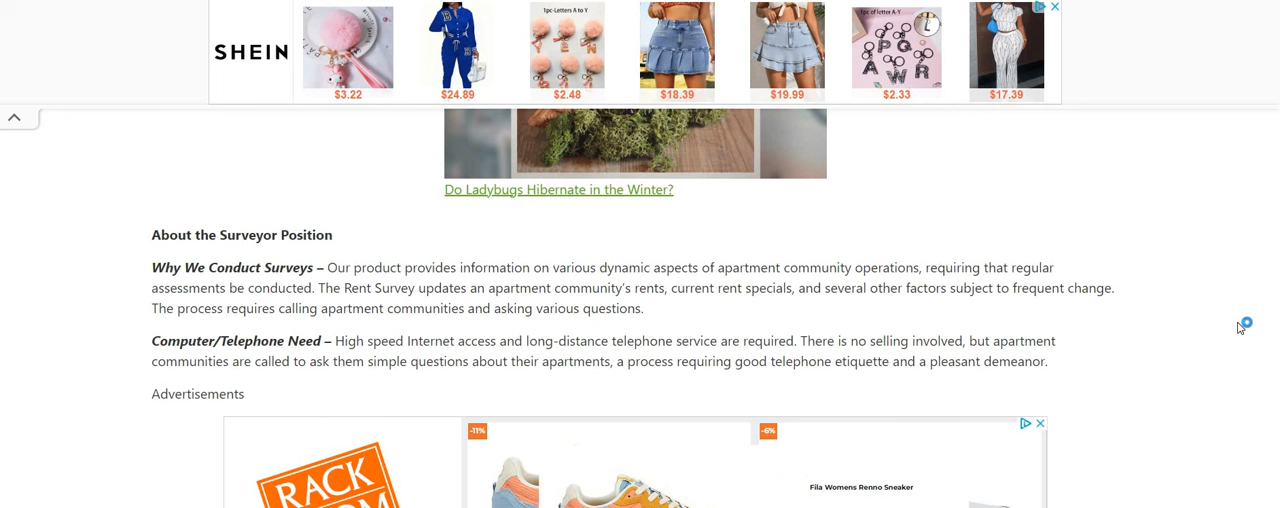 SHEIN
1pc-Letters A to Y
1pc of letter A-Y
$3.22
$24.89
$2.48
$18.39
$19.99
$2.33
$17.39
Do Ladybugs Hibernate in the Winter?
About the Surveyor Position
Why We Conduct Surveys – Our product provides information on various dynamic aspects of apartment community operations, requiring that regular
assessments be conducted. The Rent Survey updates an apartment community's rents, current rent specials, and several other factors subject to frequent change.
The process requires calling apartment communities and asking various questions.
Computer/Telephone Need – High speed Internet access and long-distance telephone service are required. There is no selling involved, but apartment
communities are called to ask them simple questions about their apartments, a process requiring good telephone etiquette and a pleasant demeanor.
Advertisements
-11%
-6%
RACK
Fila Womens Renno Sneaker